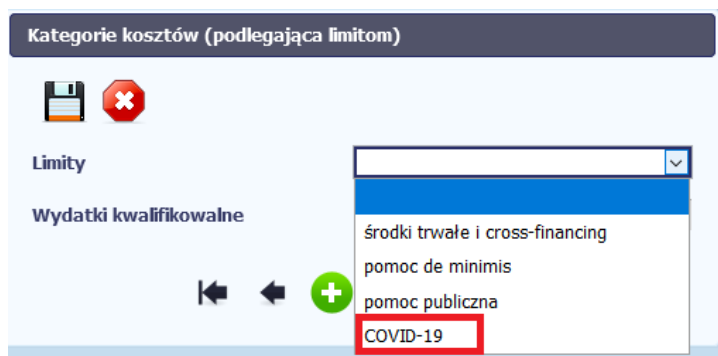 Kategorie kosztów (podlegająca limitom)
Limity
Wydatki kwalifikowalne
środki trwałe i cross-financing
pomoc de minimis
pomoc publiczna
COVID-19